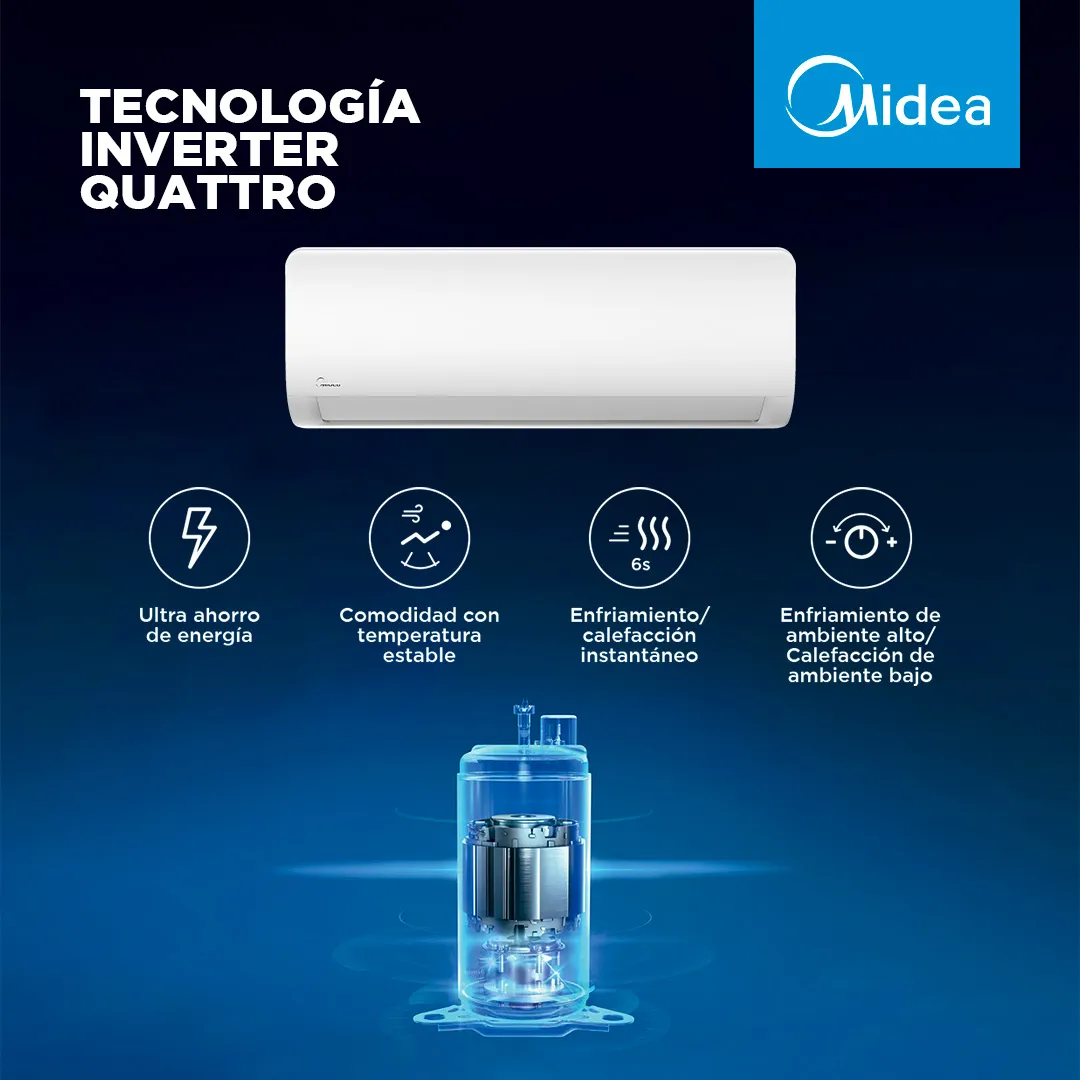 TECNOLOGÍA
INVERTER
QUATTRO
Midea
Midea
Ultra ahorro
de energía
Comodidad con
temperatura
estable
6s
Enfriamiento/
calefacción
instantáneo
- +
Enfriamiento de
ambiente alto/
Calefacción de
ambiente bajo